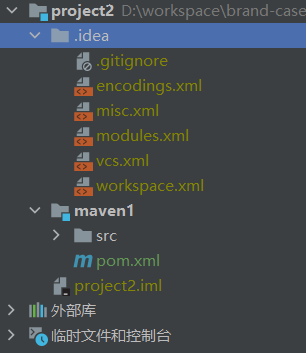 project2 D:\workspace\brand-case
.idea
.gitignore
encodings.xml
misc.xml
modules.xml
vcs.xml
workspace.xml
maven1
src
pom.xml
project2.iml
外部库
临时文件和控制台